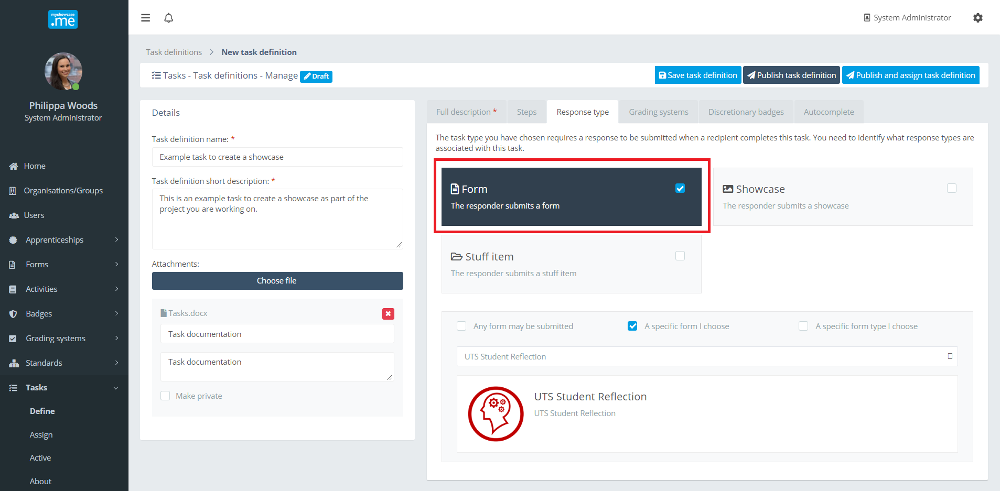 myshowcase
.me
System Administrator
Philippa Woods
System Administrator
Home
Organisations/Groups
Users
Apprenticeships
Forms
Activities
Badges
Grading systems
Standards
Tasks
Define
Assign
Active
About
Task definitions > New task definition
Tasks - Task definitions - Manage Draft
Save task definition
Publish task definition
Publish and assign task definition
Details
Task definition name: *
Example task to create a showcase
Task definition short description: *
This is an example task to create a showcase as part of the
project you are working on.
Attachments:
Choose file
Tasks.docx
Task documentation
Task documentation
Make private
Full description *
Steps
Response type
Grading systems
Discretionary badges
Autocomplete
The task type you have chosen requires a response to be submitted when a recipient completes this task. You need to identify what response types are
associated with this task.
Form
The responder submits a form
Showcase
The responder submits a showcase
Stuff item
The responder submits a stuff item
Any form may be submitted
A specific form I choose
A specific form type I choose
UTS Student Reflection
UTS Student Reflection
UTS Student Reflection